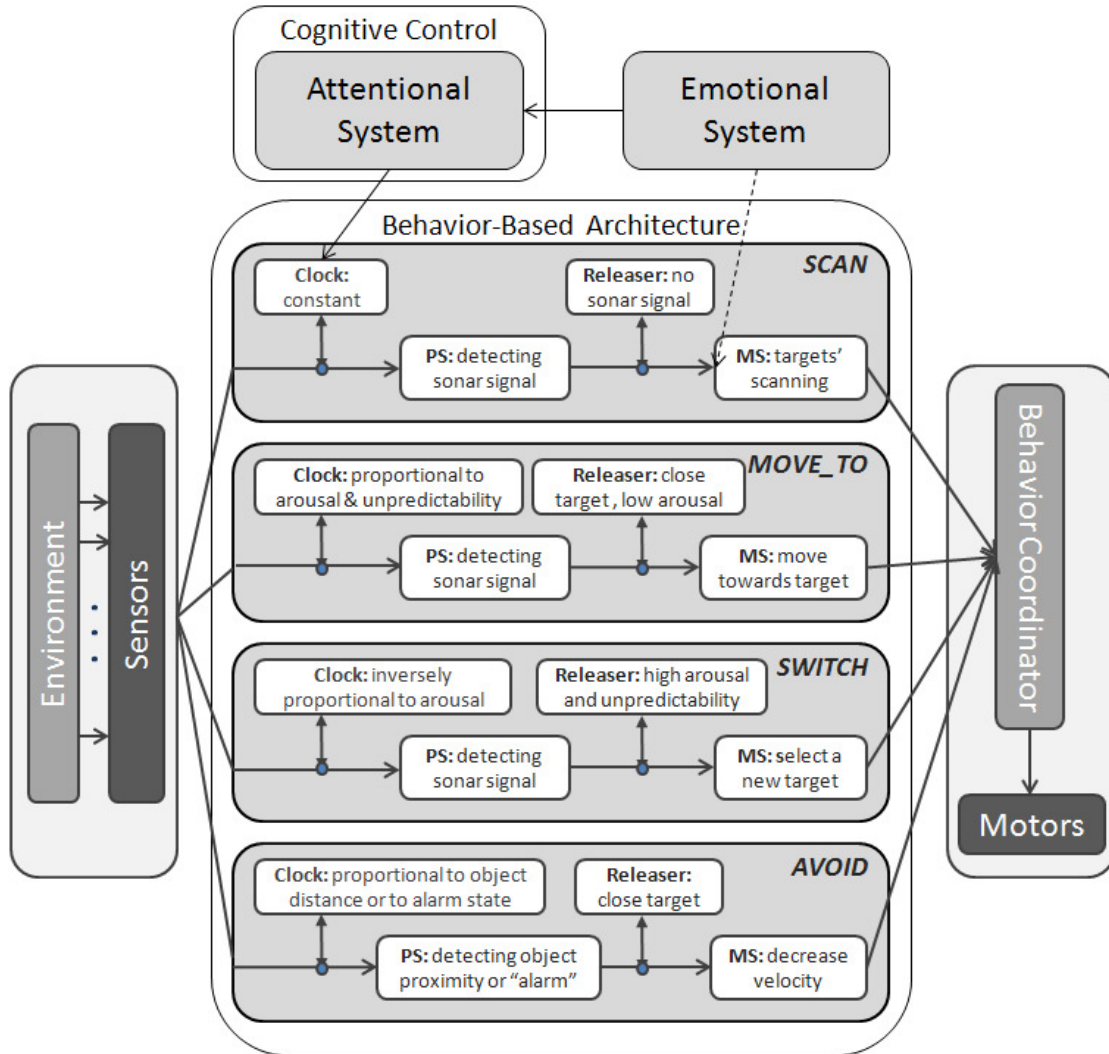 Cognitive Control
Attentional
System
Emotional
System
Behavior-Based Architecture
SCAN
Clock:
constant
Releaser: no
sonar signal
PS: detecting
sonar signal
MS: targets'
scanning
MOVE_TO
Clock: proportional to
arousal & unpredictability
Releaser: close
target , low arousal
PS: detecting
sonar signal
MS: move
towards target
SWITCH
Clock: inversely
proportional to arousal
Releaser: high arousal
and unpredictability
PS: detecting
sonar signal
MS: select a
new target
AVOID
Clock: proportional to object
distance or to alarm state
Releaser:
close target
PS: detecting object
proximity or “alarm”
MS: decrease
velocity
Environment
Sensors
Behavior Coordinator
Motors